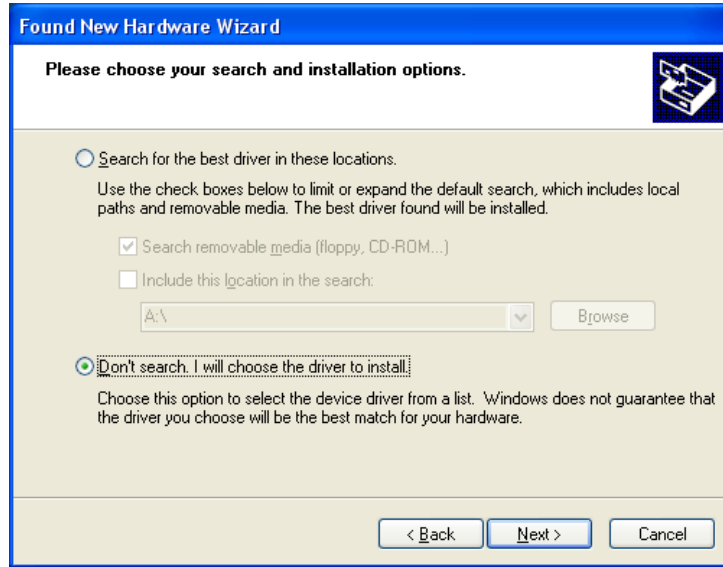 Found New Hardware Wizard
Please choose your search and installation options.
Search for the best driver in these locations.
Use the check boxes below to limit or expand the default search, which includes local
paths and removable media. The best driver found will be installed.
Search removable media (floppy, CD-ROM...)
Include this location in the search:
A:\
Browse
Don't search. I will choose the driver to install.
Choose this option to select the device driver from a list.  Windows does not guarantee that
the driver you choose will be the best match for your hardware.
< Back Next > Cancel